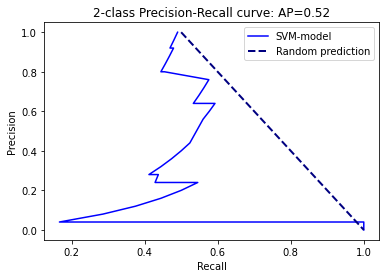 2-class Precision-Recall curve: AP=0.52
SVM-model
Random prediction
Precision
1.0
0.8
0.6
0.4
0.2
0.0
0.2 0.4 0.6 0.8 1.0
Recall